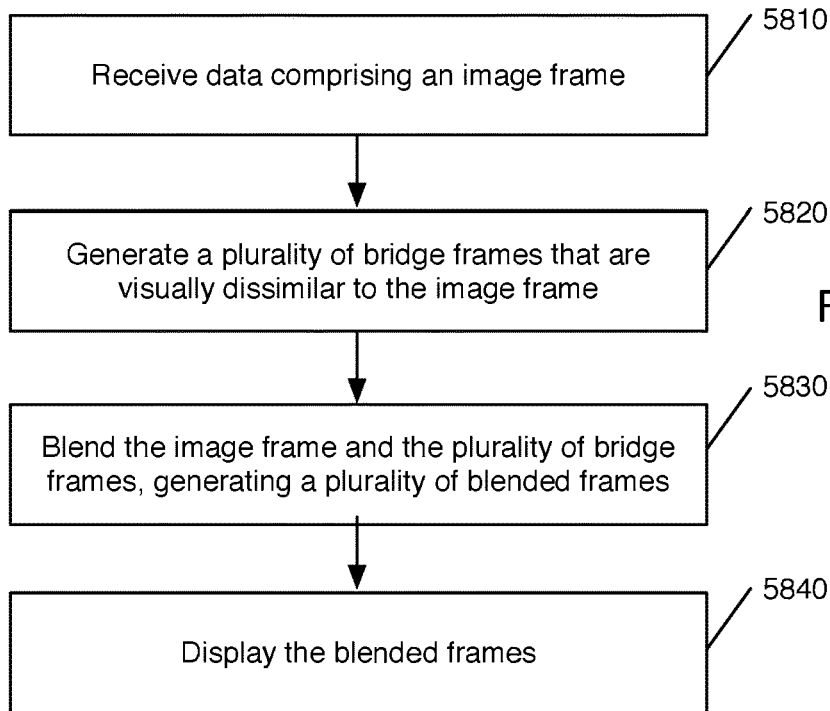 5810
Receive data comprising an image frame
5820
Generate a plurality of bridge frames that are
visually dissimilar to the image frame
F
5830
Blend the image frame and the plurality of bridge
frames, generating a plurality of blended frames
5840
Display the blended frames